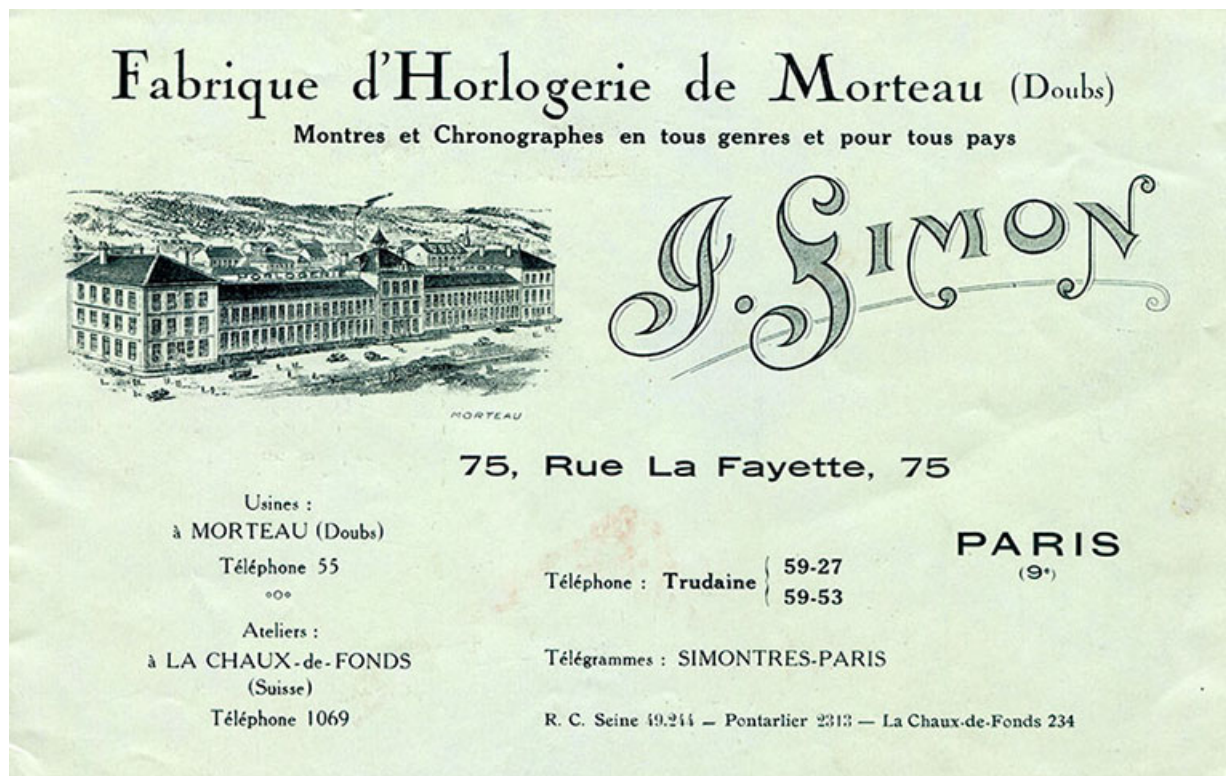 Fabrique d'Horlogerie de Morteau (Doubs)
Montres et Chronographes en tous genres et pour tous pays
HORLOGERIE
J. SIMON
MORTEAU
75, Rue La Fayette, 75
PARIS
(9e)
Usines :
à MORTEAU (Doubs)
Téléphone 55
Ateliers :
à LA CHAUX-de-FONDS
(Suisse)
Téléphone 1069
Téléphone : Trudaine { 59-27
59-53
Télégrammes : SIMONTRES-PARIS
R. C. Seine 49.244 — Pontarlier 2313 — La Chaux-de-Fonds 234